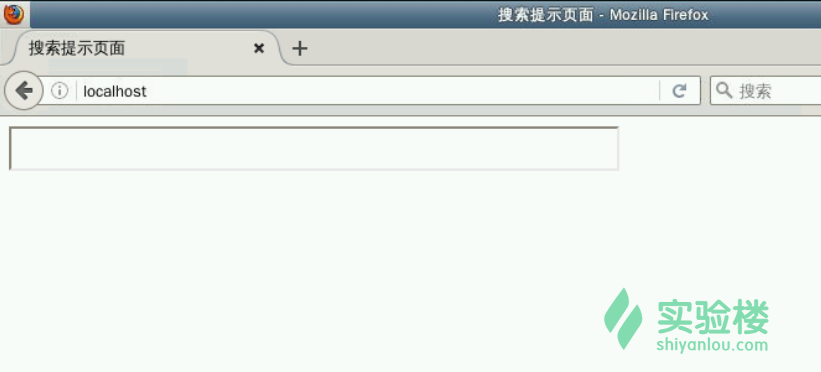 搜索提示页面 - Mozilla Firefox
搜索提示页面
localhost
搜索
实验楼
shiyanlou.com